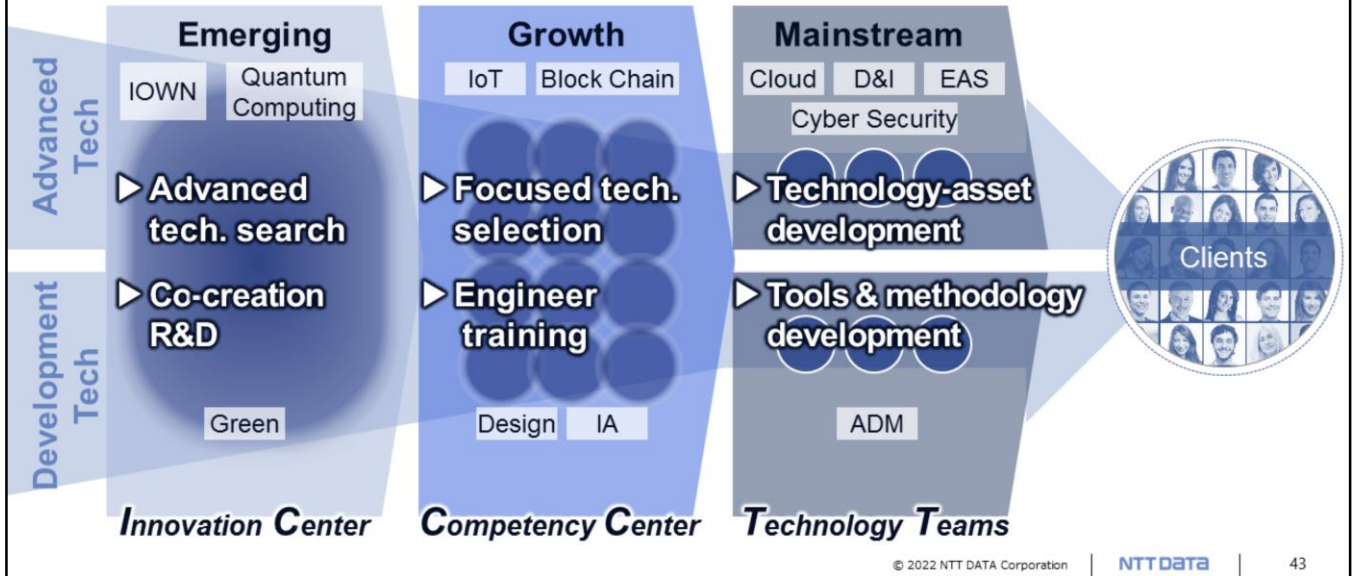 Advanced
Tech
Development
Tech
Emerging
IOWN
Quantum
Computing
▶ Advanced
tech. search
▶ Co-creation
R&D
Green
Innovation Center
Growth
IoT
Block Chain
▶ Focused tech.
selection
▶ Engineer
training
Design
IA
Competency Center
Mainstream
Cloud
D&I
EAS
Cyber Security
▶ Technology-asset
development
▶ Tools & methodology
development
ADM
Technology Teams
Clients
© 2022 NTT DATA Corporation
NTT DATA
43